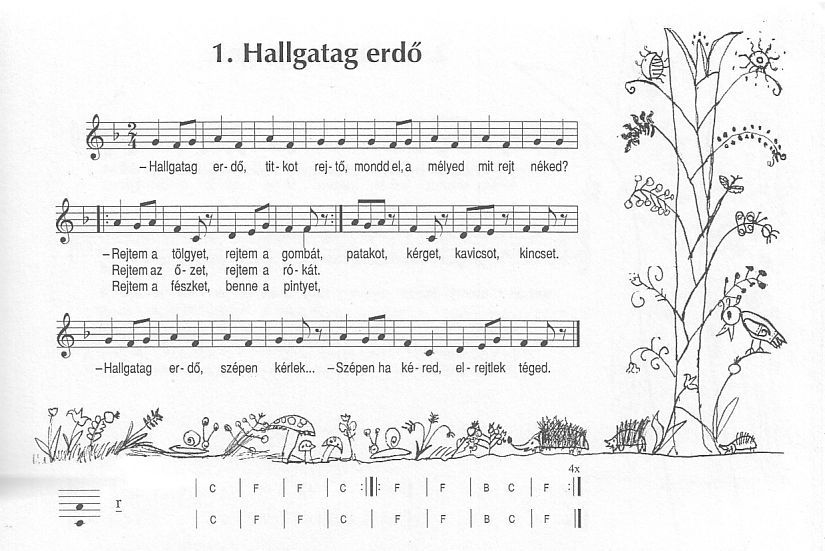 1. Hallgatag erdő
2
4
–Hallgatag er-dő, tit-kot rej-tő, mondd el, a mélyed mit rejt néked?
–Rejtem a tölgyet, rejtem a gombát, patakot, kérget, kavicsot, kincset.
Rejtem az ő-zet, rejtem a ró-kát.
Rejtem a fészket, benne a pintyet,
–Hallgatag er-dő, szépen kérlek... –Szépen ha ké-red, el-rejtlek téged.
4x
r | C | F | F | C :||: F | F | B C | F :||
| C | F | F | C | F | F | B C | F ||